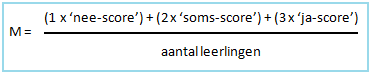 (1 x ‘nee-score’) + (2 x ‘soms-score’) + (3 x ‘ja-score’)
M =
aantal leerlingen